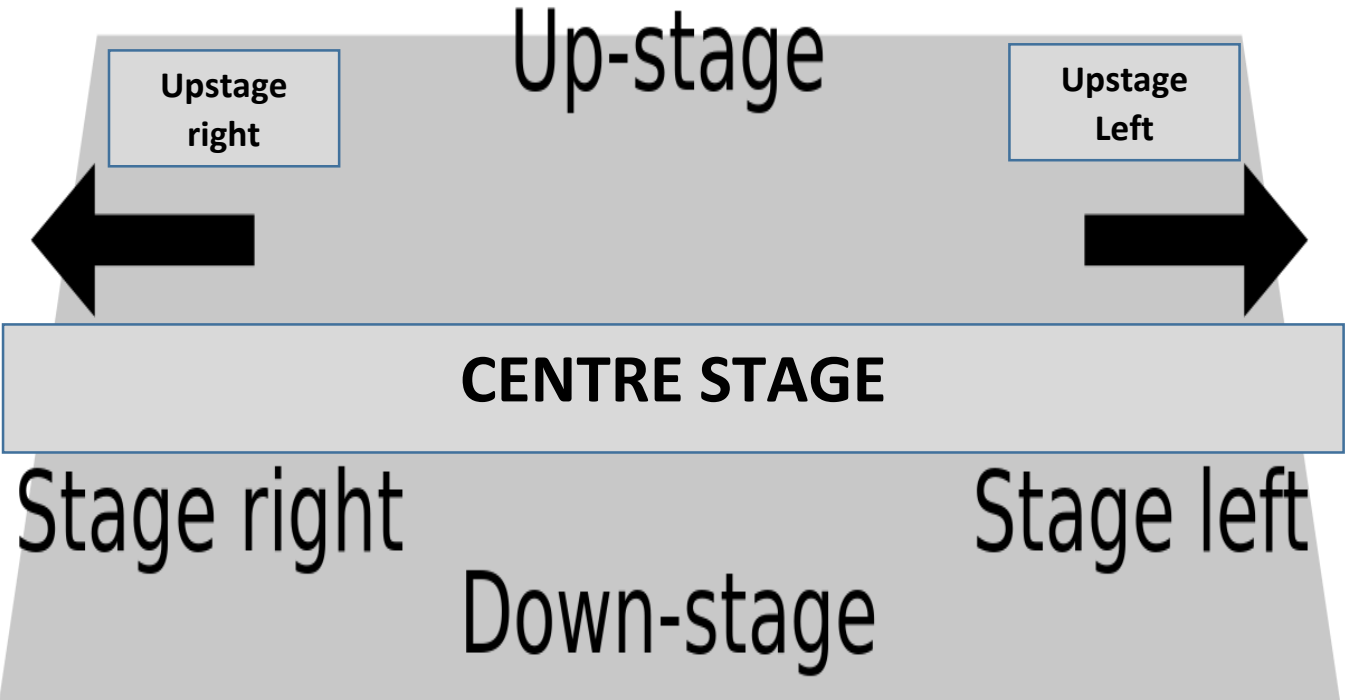 Up-stage
Upstage
right
Upstage
Left
CENTRE STAGE
Stage right
Stage left
Down-stage